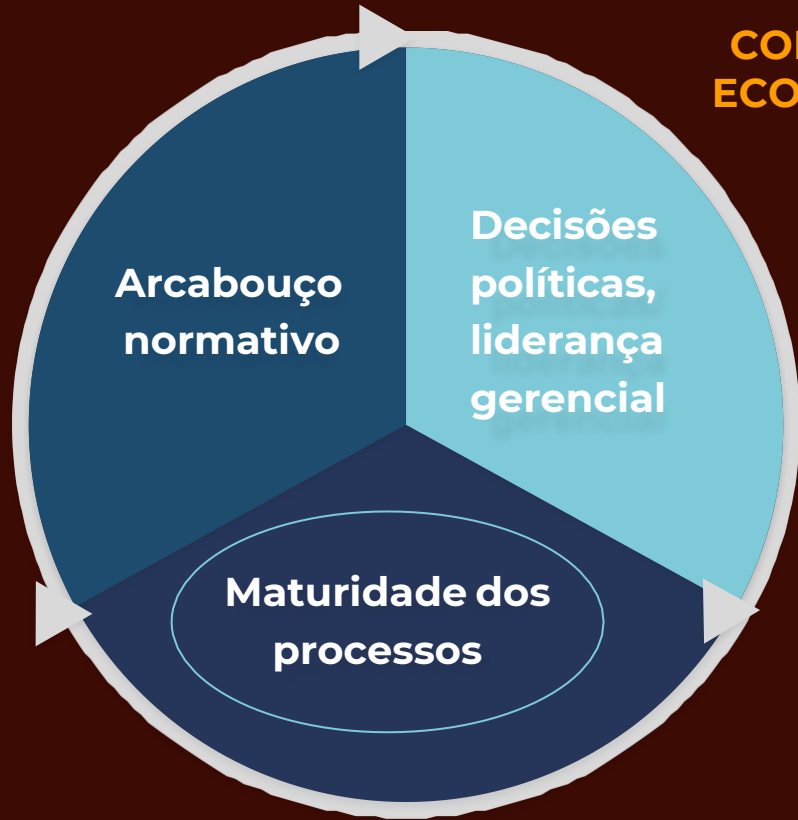 Arcabouço
normativo
Decisões
políticas,
liderança
gerencial
Maturidade dos
processos